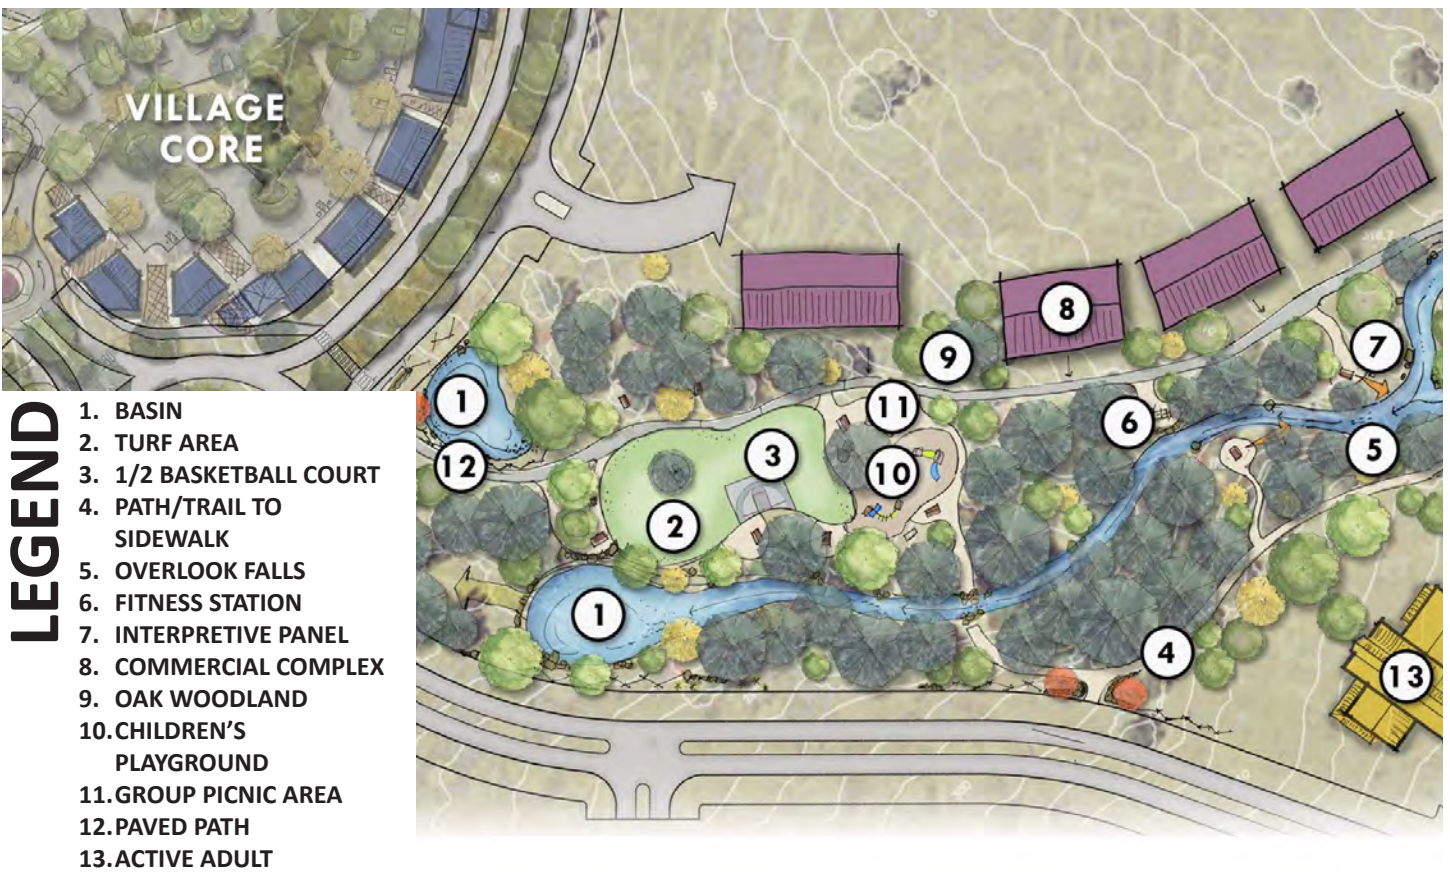 VILLAGE
CORE
8
7
9
1
11
6
12
3
10
5
2
1
4
13
LEGEND
1. BASIN
2. TURF AREA
3. 1/2 BASKETBALL COURT
4. PATH/TRAIL TO
SIDEWALK
5. OVERLOOK FALLS
6. FITNESS STATION
7. INTERPRETIVE PANEL
8. COMMERCIAL COMPLEX
9. OAK WOODLAND
10.CHILDREN'S
PLAYGROUND
11.GROUP PICNIC AREA
12.PAVED PATH
13.ACTIVE ADULT